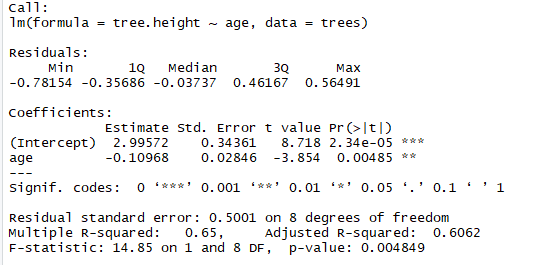 Call:
lm(formula = tree.height ~ age, data = trees)
Residuals:
Min 1Q Median 3Q Max
-0.78154 -0.35686 -0.03737 0.46167 0.56491
Coefficients:
Estimate Std. Error t value Pr(>|t|)
(Intercept) 2.99572 0.34361 8.718 2.34e-05 ***
age -0.10968 0.02846 -3.854 0.00485 **
---
Signif. codes: 0 ‘***’ 0.001 ‘**’ 0.01 ‘*’ 0.05 ‘.’ 0.1 ‘ ’ 1
Residual standard error: 0.5001 on 8 degrees of freedom
Multiple R-squared: 0.65, Adjusted R-squared: 0.6062
F-statistic: 14.85 on 1 and 8 DF, p-value: 0.004849